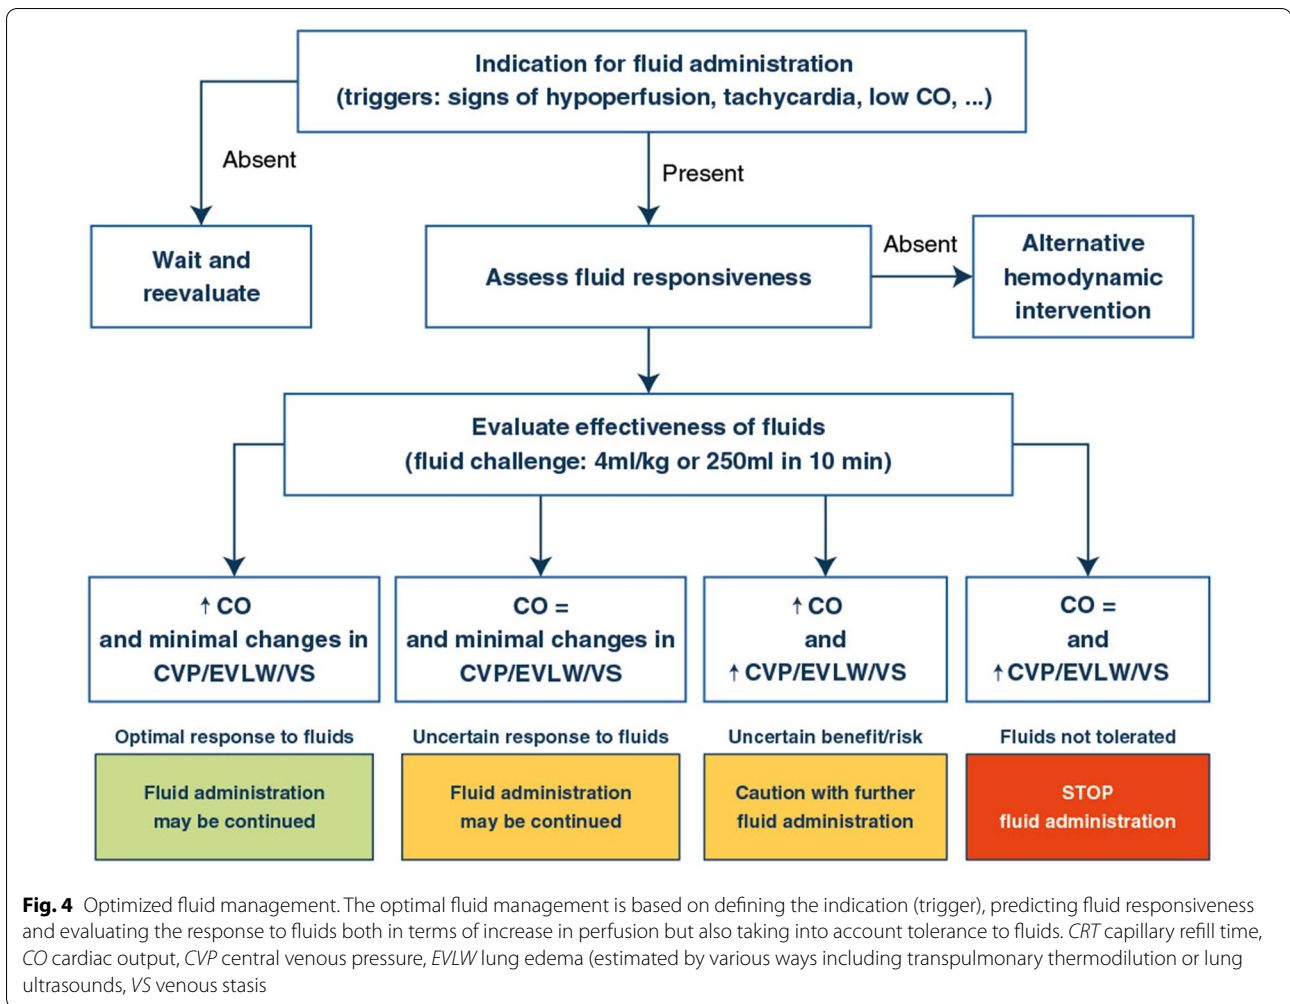 Indication for fluid administration
(triggers: signs of hypoperfusion, tachycardia, low CO, ...)
Absent
Present
Wait and
reevaluate
Assess fluid responsiveness
Absent
Alternative
hemodynamic
intervention
Evaluate effectiveness of fluids
(fluid challenge: 4ml/kg or 250ml in 10 min)
↑ CO
and minimal changes in
CVP/EVLW/VS
CO =
and minimal changes in
CVP/EVLW/VS
↑ CO
and
↑ CVP/EVLW/VS
CO =
and
↑ CVP/EVLW/VS
Optimal response to fluids
Fluid administration
may be continued
Uncertain response to fluids
Fluid administration
may be continued
Uncertain benefit/risk
Caution with further
fluid administration
Fluids not tolerated
STOP
fluid administration
Fig. 4 Optimized fluid management. The optimal fluid management is based on defining the indication (trigger), predicting fluid responsiveness
and evaluating the response to fluids both in terms of increase in perfusion but also taking into account tolerance to fluids. CRT capillary refill time,
CO cardiac output, CVP central venous pressure, EVLW lung edema (estimated by various ways including transpulmonary thermodilution or lung
ultrasounds, VS venous stasis